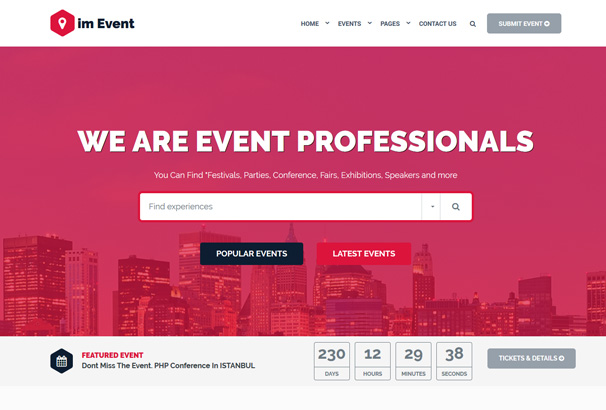 im Event
HOME
EVENTS
PAGES
CONTACT US
SUBMIT EVENT
WE ARE EVENT PROFESSIONALS
You Can Find "Festivals, Parties, Conference, Fairs, Exhibitions, Speakers and more
Find experiences
POPULAR EVENTS
LATEST EVENTS
FEATURED EVENT
Dont Miss The Event. PHP Conference In ISTANBUL
230
DAYS
12
HOURS
29
MINUTES
38
SECONDS
TICKETS & DETAILS